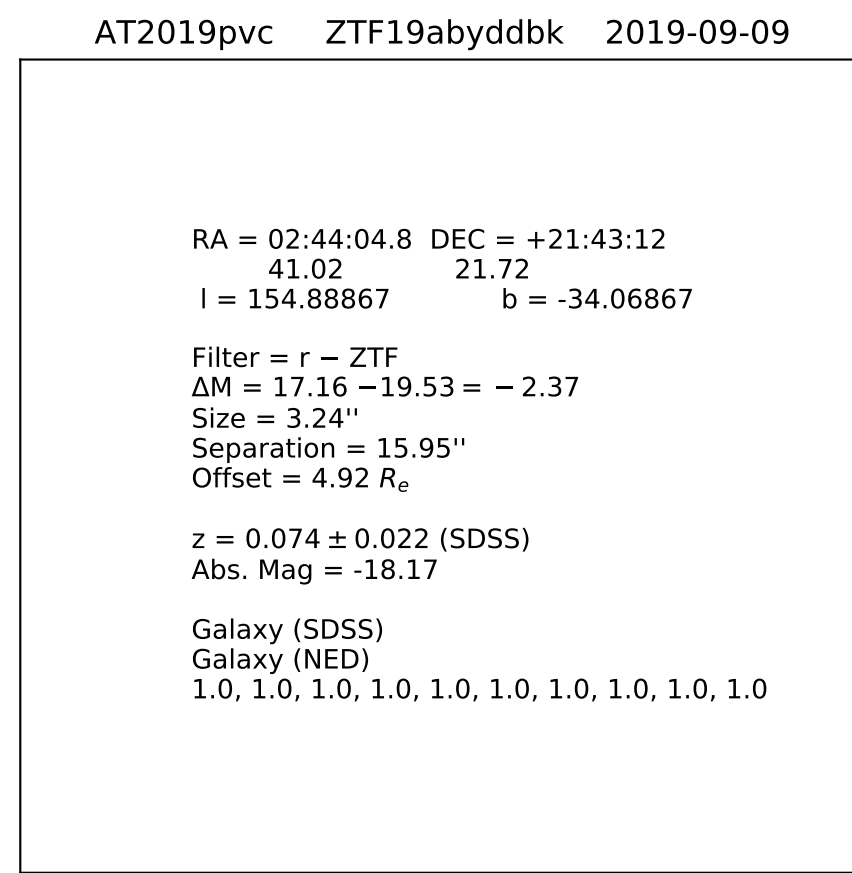 AT2019pvc ZTF19abyddbk 2019-09-09
RA = 02:44:04.8 DEC = +21:43:12
41.02 21.72
l = 154.88867 b = -34.06867
Filter = r − ZTF
ΔM = 17.16 −19.53 = − 2.37
Size = 3.24''
Separation = 15.95''
Offset = 4.92 Rₑ
z = 0.074 ± 0.022 (SDSS)
Abs. Mag = -18.17
Galaxy (SDSS)
Galaxy (NED)
1.0, 1.0, 1.0, 1.0, 1.0, 1.0, 1.0, 1.0, 1.0, 1.0